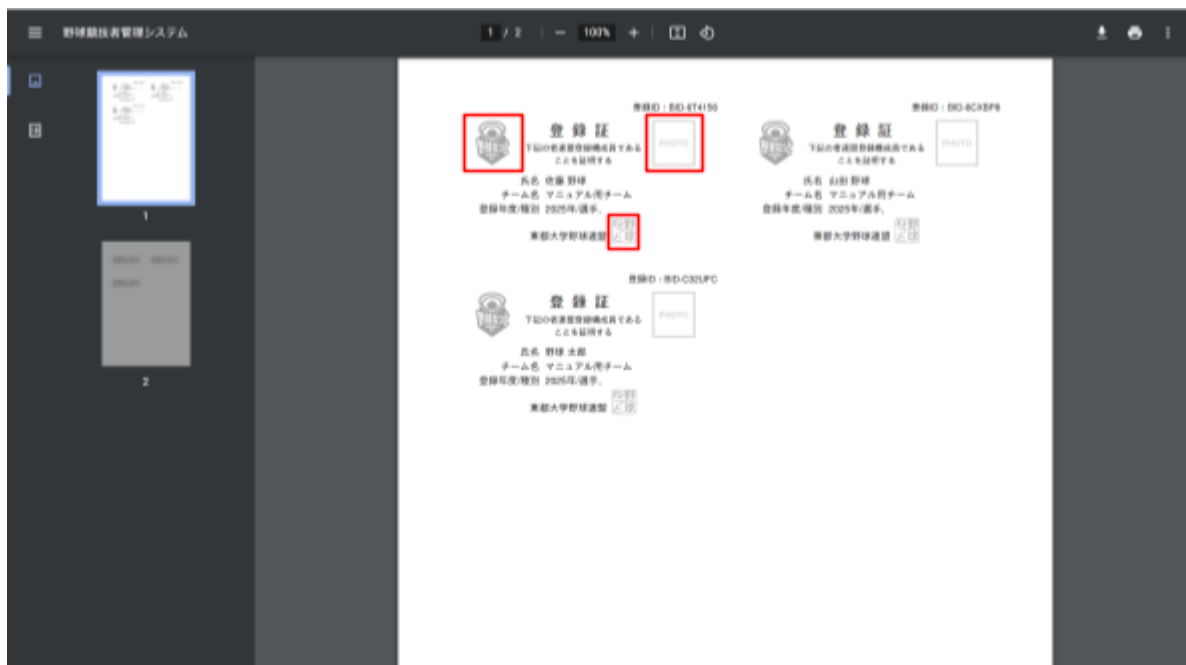 野球競技者管理システム
1 / 2
100%
1
2
登録ID:BID-6T41S6
登録証
PHOTO
下記の者連盟登録構成員である
ことを証明する
氏名 佐藤 野球
チーム名 マニュアル用チーム
登録年度/種別 2025年/選手,
東都大学野球連盟
登録ID:BID-8CXBP8
登録証
PHOTO
下記の者連盟登録構成員である
ことを証明する
氏名 山田 野球
チーム名 マニュアル用チーム
登録年度/種別 2025年/選手,
東都大学野球連盟
登録ID:BID-C32UFC
登録証
PHOTO
下記の者連盟登録構成員である
ことを証明する
氏名 野球 太郎
チーム名 マニュアル用チーム
登録年度/種別 2025年/選手,
東都大学野球連盟